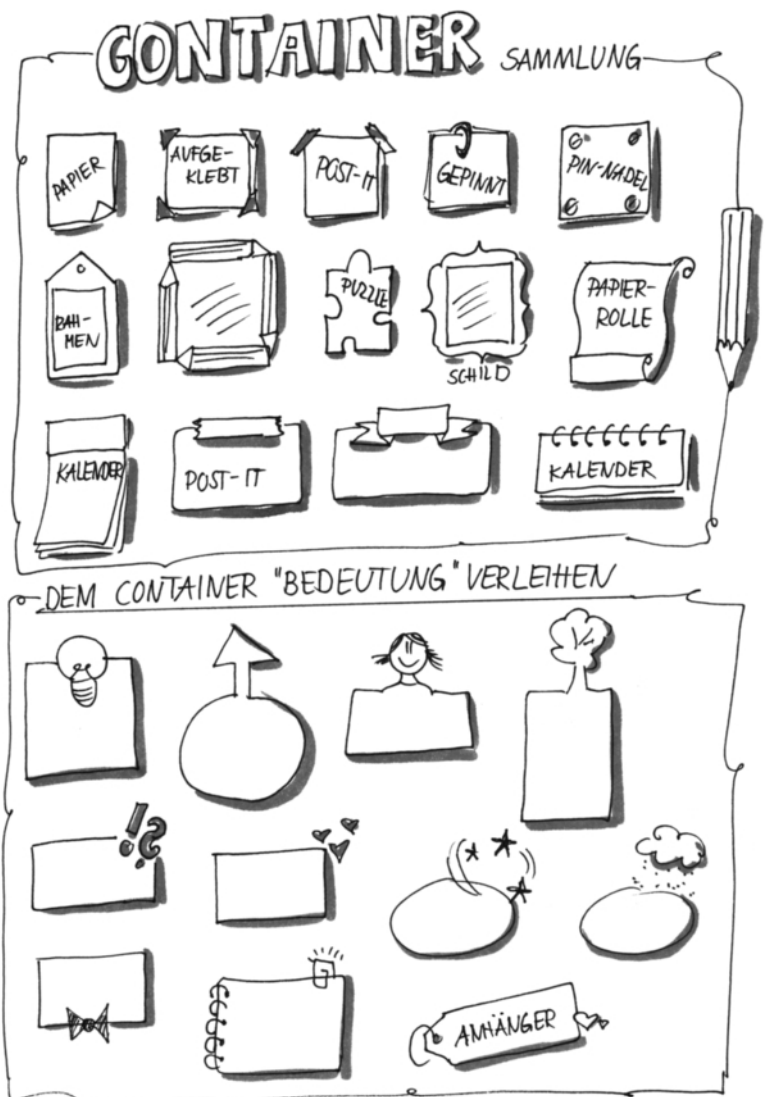 CONTAINER SAMMLUNG
PAPIER
AUFGE-
KLEBT
POST-IT
GEPINNT
PIN-NADEL
RAH-
MEN
PUZZLE
SCHILD
PAPIER-
ROLLE
KALENDER
POST-IT
KALENDER
DEM CONTAINER "BEDEUTUNG" VERLEIHEN
!?
ANHÄNGER